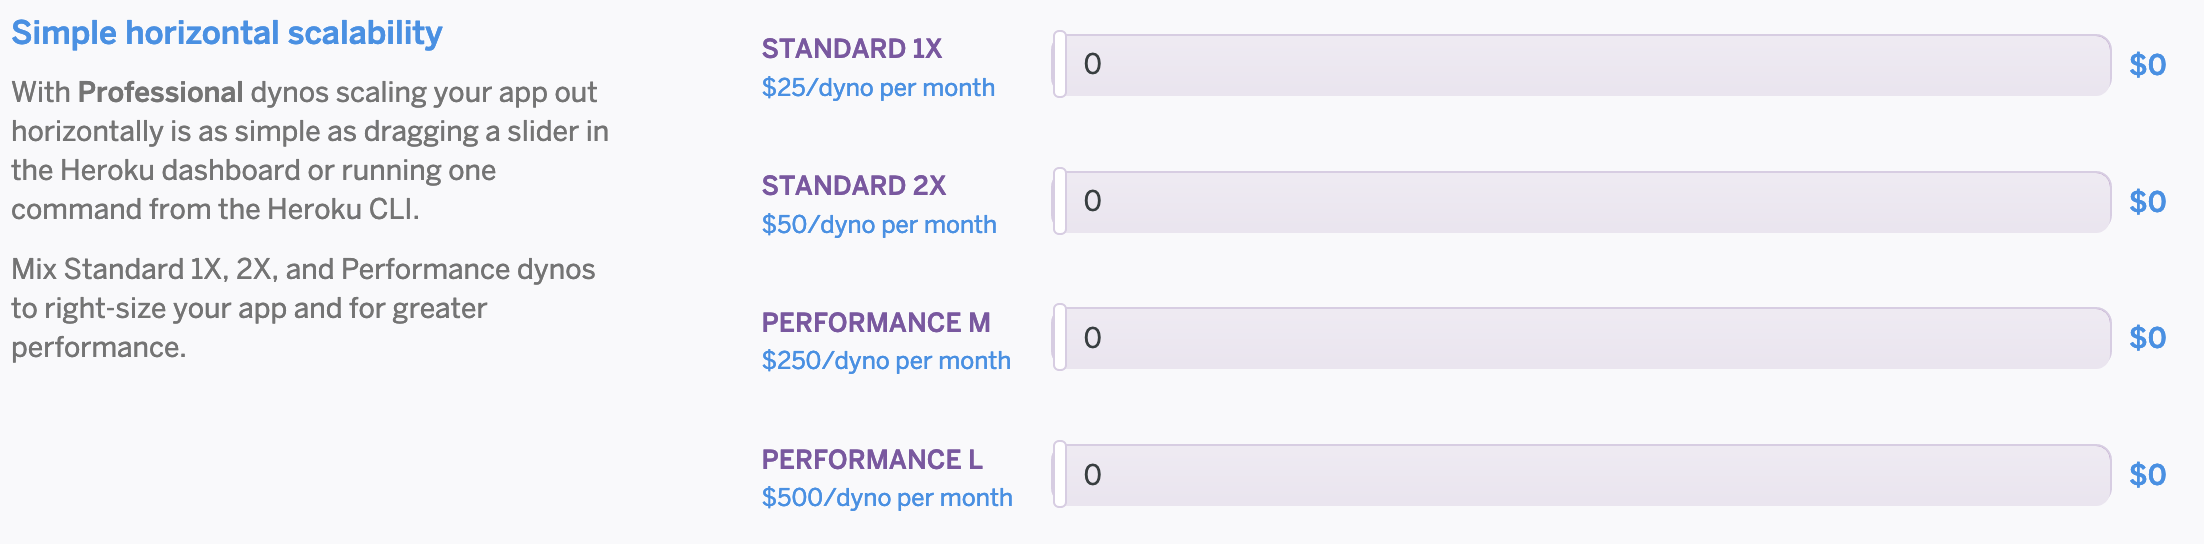 Simple horizontal scalability
With Professional dynos scaling your app out
horizontally is as simple as dragging a slider in
the Heroku dashboard or running one
command from the Heroku CLI.
Mix Standard 1X, 2X, and Performance dynos
to right-size your app and for greater
performance.
STANDARD 1X
$25/dyno per month
0
$0
STANDARD 2X
$50/dyno per month
0
$0
PERFORMANCE M
$250/dyno per month
0
$0
PERFORMANCE L
$500/dyno per month
0
$0